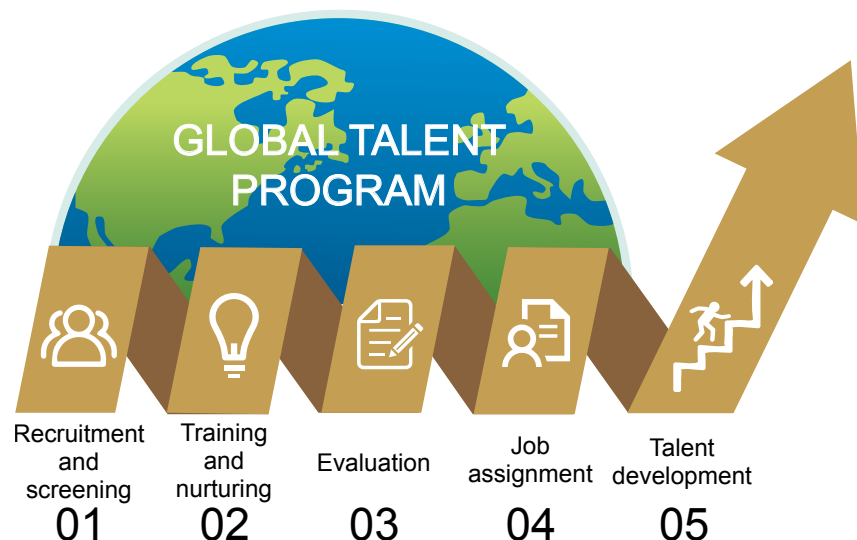 GLOBAL TALENT
PROGRAM
Recruitment
and
screening
01
Training
and
nurturing
02
Evaluation
03
Job
assignment
04
Talent
development
05